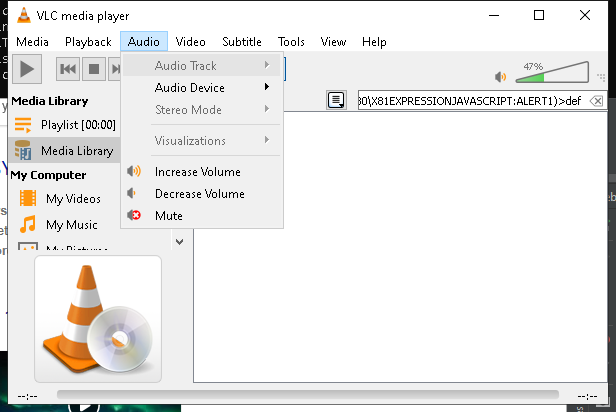 VLC media player
Media Playback Audio Video Subtitle Tools View Help
Audio Track
Audio Device
Stereo Mode
Visualizations
Increase Volume
Decrease Volume
Mute
47%
\X81EXPRESSIONJAVASCRIPT:ALERT1)>def
Media Library
Playlist [00:00]
Media Library
My Computer
My Videos
My Music
My Pictures
--:--
--:--